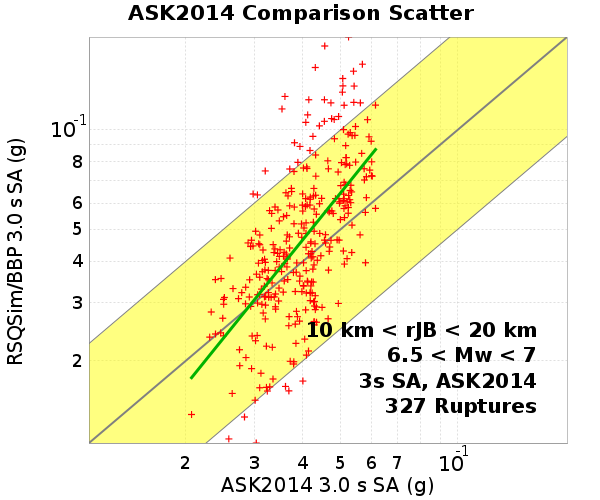 ASK2014 Comparison Scatter
RSQSim/BBP 3.0 s SA (g)
10-1
8
6
5
4
3
2
10 km < rJB < 20 km
6.5 < Mw < 7
3s SA, ASK2014
327 Ruptures
2 3 4 5 6 7 10-1
ASK2014 3.0 s SA (g)